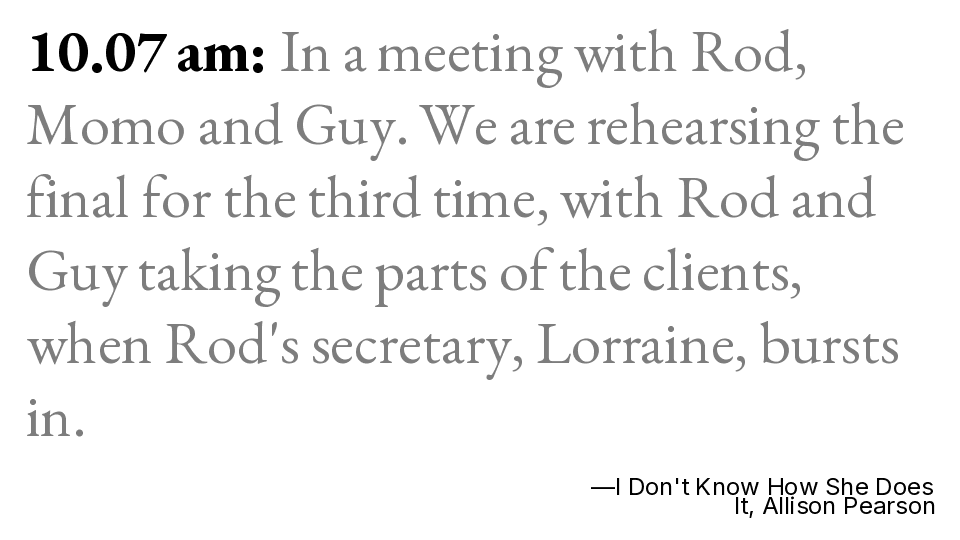 10.07 am: In a meeting with Rod,
Momo and Guy. We are rehearsing the
final for the third time, with Rod and
Guy taking the parts of the clients,
when Rod's secretary, Lorraine, bursts
in.
—I Don't Know How She Does
It, Allison Pearson